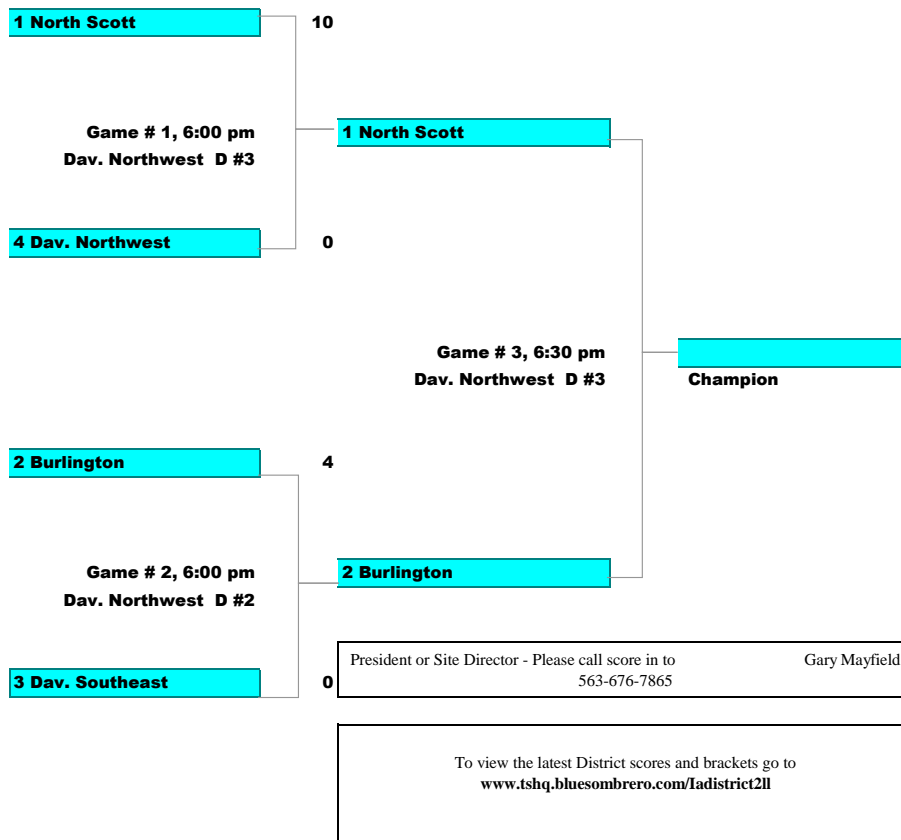 1 North Scott 10
Game # 1, 6:00 pm
Dav. Northwest D #3
1 North Scott
4 Dav. Northwest 0
Game # 3, 6:30 pm
Dav. Northwest D #3
Champion
2 Burlington 4
Game # 2, 6:00 pm
Dav. Northwest D #2
2 Burlington
3 Dav. Southeast 0
President or Site Director - Please call score in to Gary Mayfield
563-676-7865
To view the latest District scores and brackets go to
www.tshq.bluesombrero.com/Iadistrict2ll